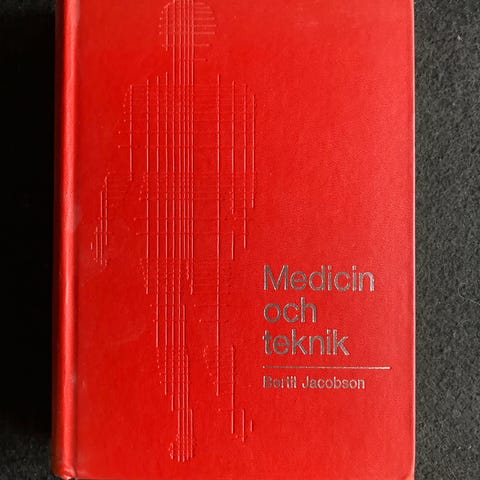 Medicin
och
teknik
Bertil Jacobson